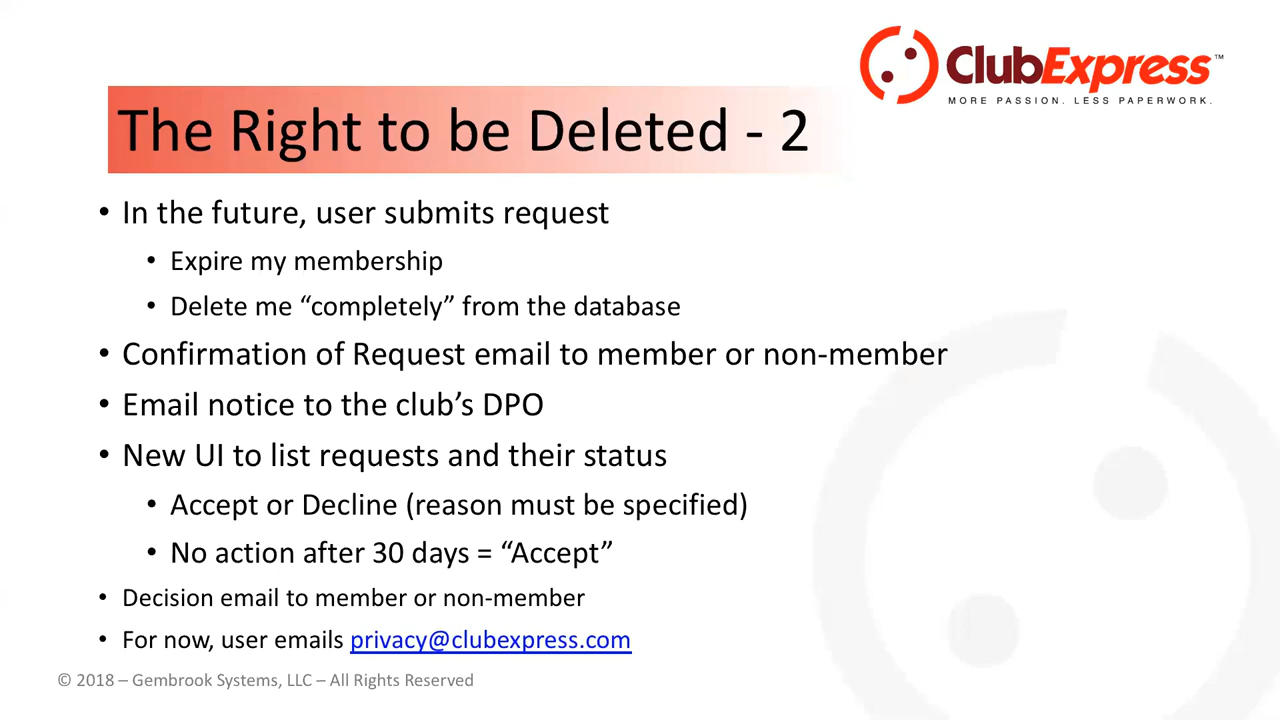 ClubExpress™
MORE PASSION. LESS PAPERWORK.
The Right to be Deleted - 2
• In the future, user submits request
• Expire my membership
• Delete me “completely” from the database
• Confirmation of Request email to member or non-member
• Email notice to the club’s DPO
• New UI to list requests and their status
• Accept or Decline (reason must be specified)
• No action after 30 days = “Accept”
• Decision email to member or non-member
• For now, user emails privacy@clubexpress.com
© 2018 – Gembrook Systems, LLC – All Rights Reserved